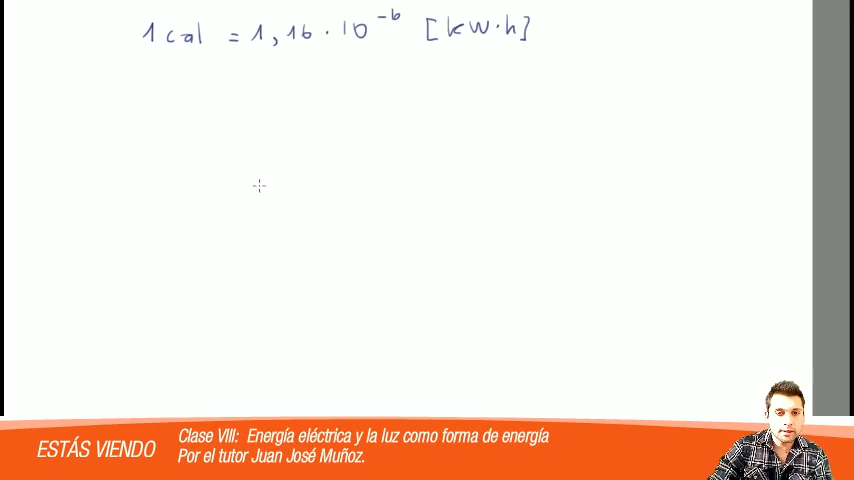 1 cal = 1,16 · 10⁻⁶ [kW·h]
ESTÁS VIENDO
Clase VIII: Energía eléctrica y la luz como forma de energía
Por el tutor Juan José Muñoz.